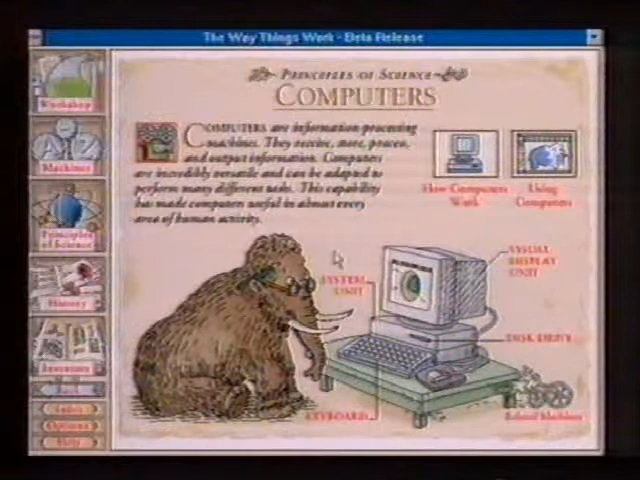 The Way Things Work - Beta Release
Workshop
Machines
Principles
of Science
History
Inventors
Index
Options
Help
PRINCIPLES OF SCIENCE
COMPUTERS
COMPUTERS are information-processing
machines. They receive, store, process,
and output information. Computers
are incredibly versatile and can be adapted to
perform many different tasks. This capability
has made computers useful in almost every
area of human activity.
How Computers
Work
Using
Computers
SYSTEM
UNIT
VISUAL
DISPLAY
UNIT
DISK DRIVE
KEYBOARD
Related Machines